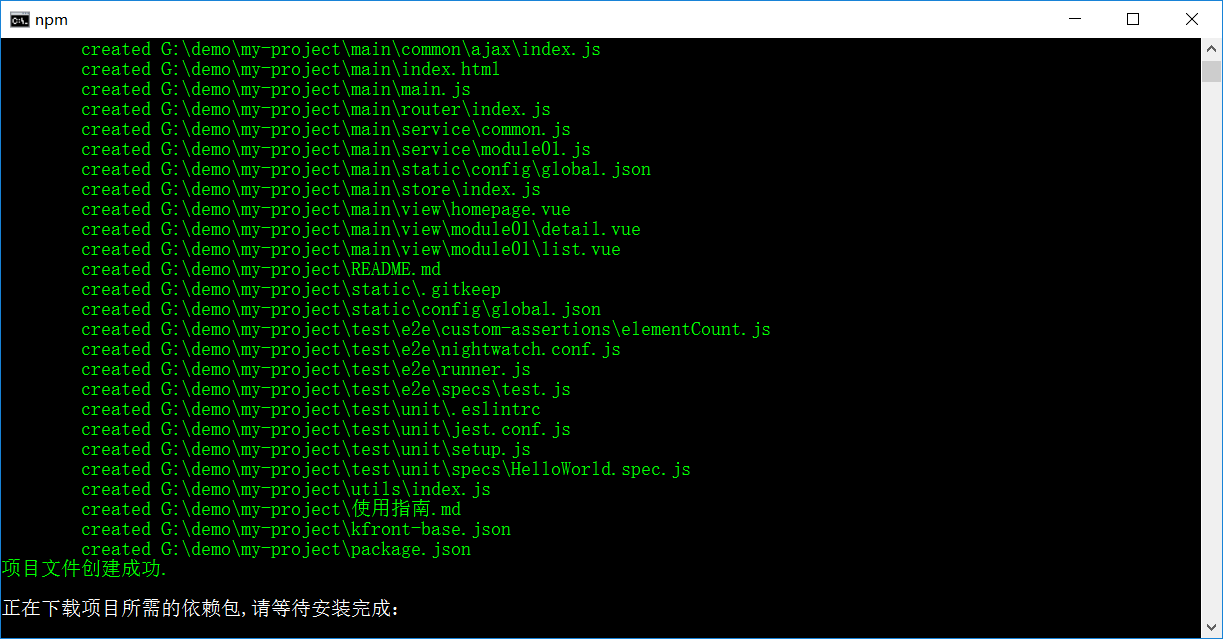 npm
created G:\demo\my-project\main\common\ajax\index.js
created G:\demo\my-project\main\index.html
created G:\demo\my-project\main\main.js
created G:\demo\my-project\main\router\index.js
created G:\demo\my-project\main\service\common.js
created G:\demo\my-project\main\service\module01.js
created G:\demo\my-project\main\static\config\global.json
created G:\demo\my-project\main\store\index.js
created G:\demo\my-project\main\view\homepage.vue
created G:\demo\my-project\main\view\module01\detail.vue
created G:\demo\my-project\main\view\module01\list.vue
created G:\demo\my-project\README.md
created G:\demo\my-project\static\.gitkeep
created G:\demo\my-project\static\config\global.json
created G:\demo\my-project\test\e2e\custom-assertions\elementCount.js
created G:\demo\my-project\test\e2e\nightwatch.conf.js
created G:\demo\my-project\test\e2e\runner.js
created G:\demo\my-project\test\e2e\specs\test.js
created G:\demo\my-project\test\unit\.eslintrc
created G:\demo\my-project\test\unit\jest.conf.js
created G:\demo\my-project\test\unit\setup.js
created G:\demo\my-project\test\unit\specs\HelloWorld.spec.js
created G:\demo\my-project\utils\index.js
created G:\demo\my-project\使用指南.md
created G:\demo\my-project\kfront-base.json
created G:\demo\my-project\package.json
项目文件创建成功.
正在下载项目所需的依赖包,请等待安装完成: